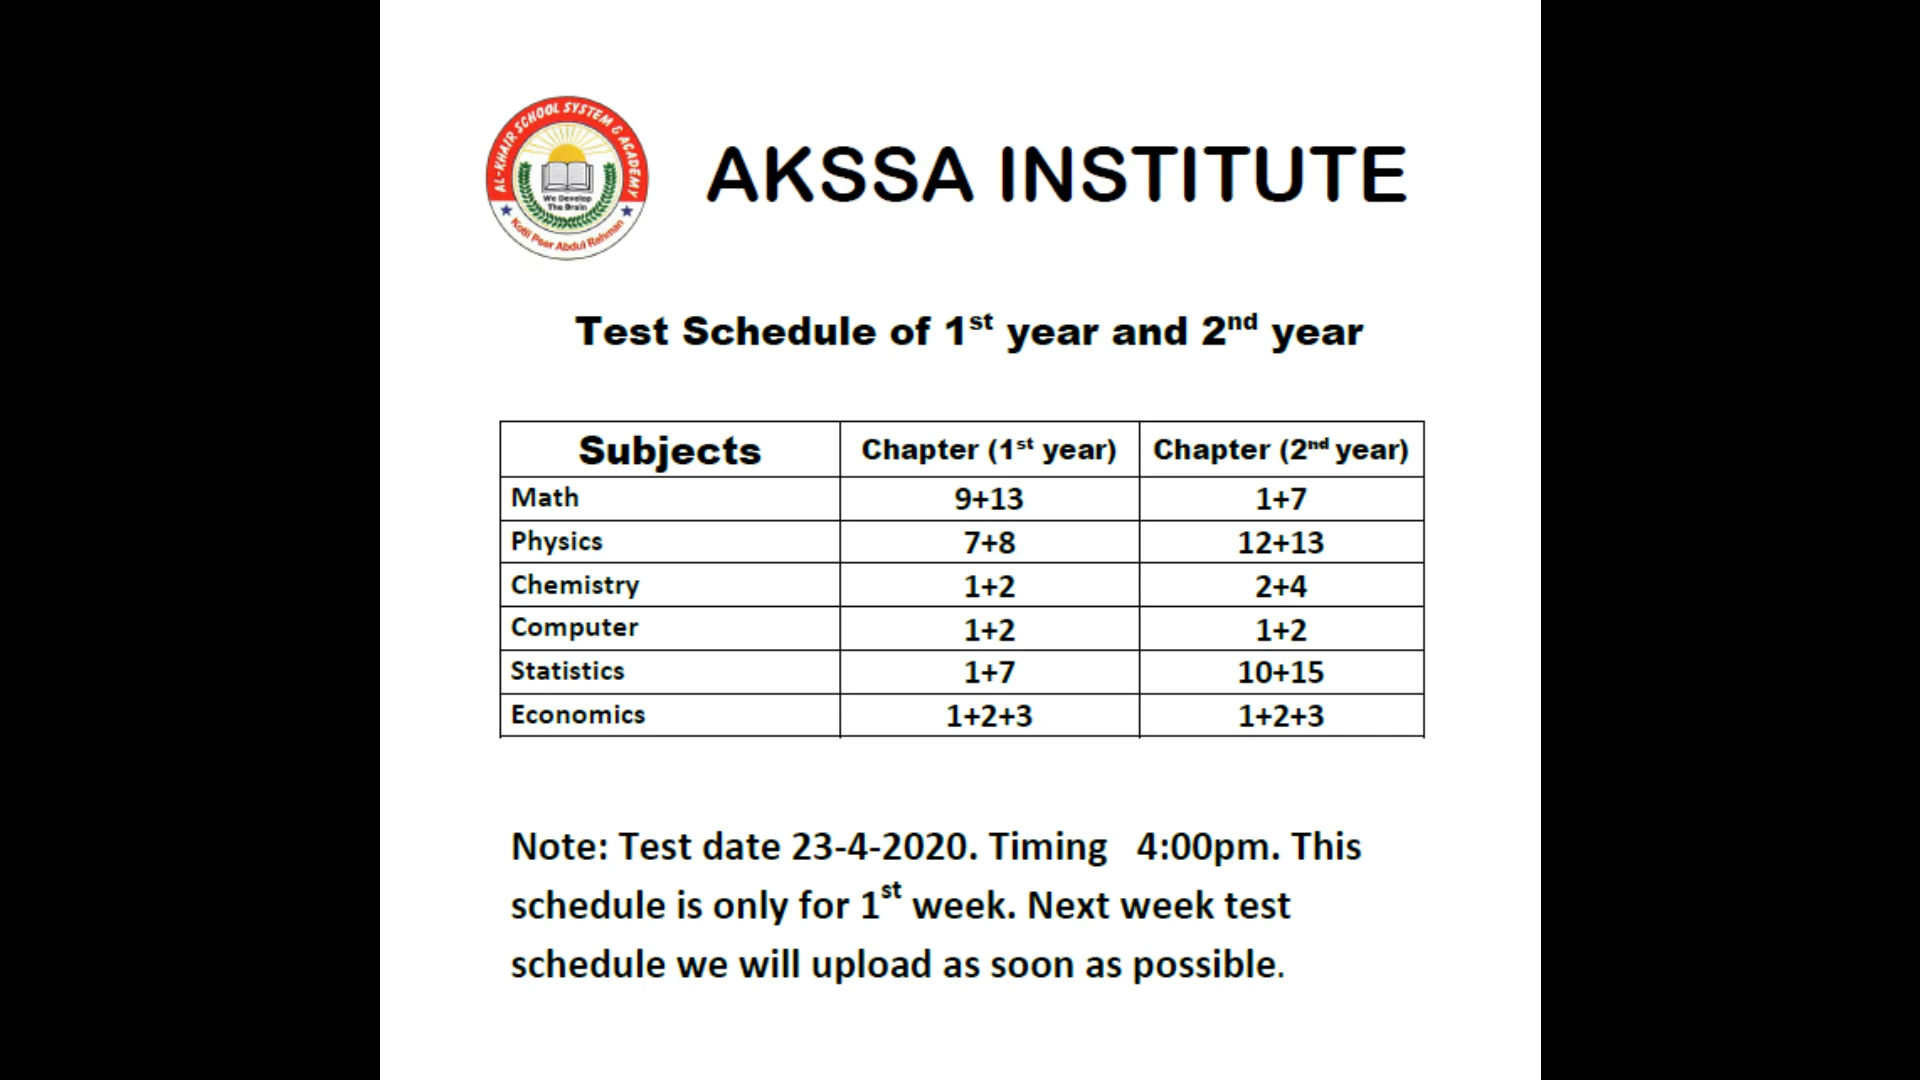 AL-KHAIR SCHOOL SYSTEM & ACADEMY
We Develop
The Brain
Kotli Peer Abdul Rehman
AKSSA INSTITUTE
Test Schedule of 1st year and 2nd year
Subjects Chapter (1st year) Chapter (2nd year)
Math 9+13 1+7
Physics 7+8 12+13
Chemistry 1+2 2+4
Computer 1+2 1+2
Statistics 1+7 10+15
Economics 1+2+3 1+2+3
Note: Test date 23-4-2020. Timing 4:00pm. This
schedule is only for 1st week. Next week test
schedule we will upload as soon as possible.